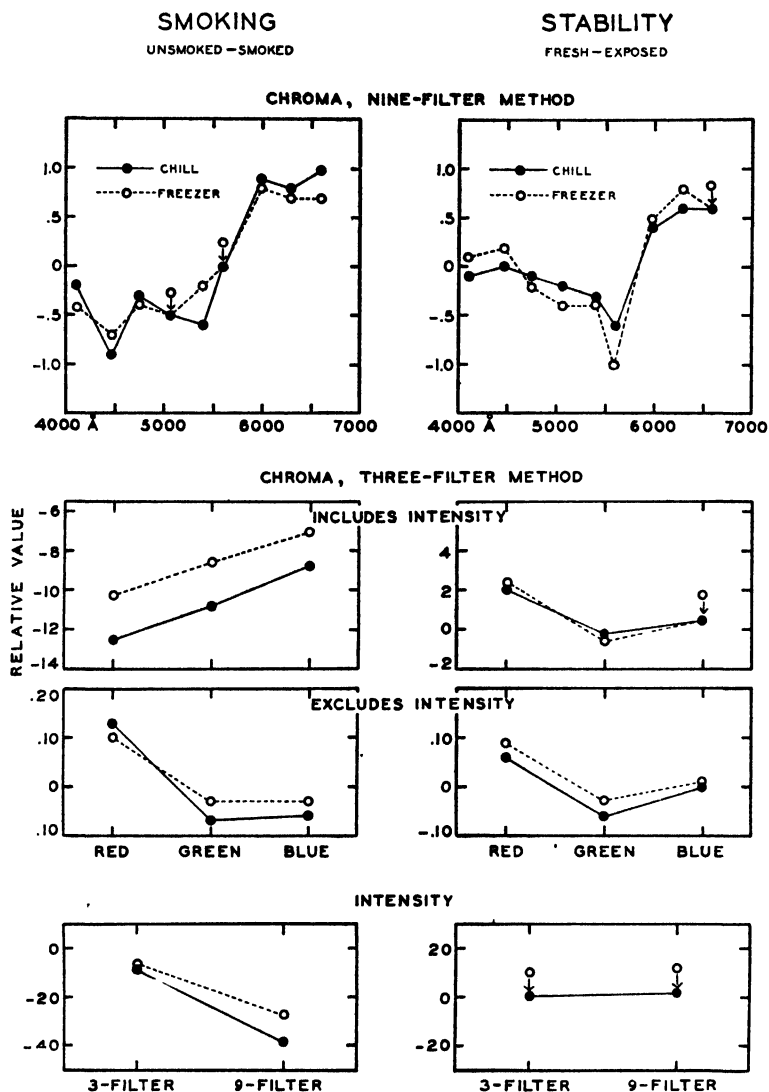 SMOKING
UNSMOKED-SMOKED
STABILITY
FRESH-EXPOSED
CHROMA, NINE-FILTER METHOD
1.0
.5
0
-.5
-1.0
CHILL
FREEZER
4000 Å 5000 6000 7000
1.0
.5
0
-.5
-1.0
CHILL
FREEZER
4000 Å 5000 6000 7000
CHROMA, THREE-FILTER METHOD
INCLUDES INTENSITY
RELATIVE VALUE
-6
-8
-10
-12
-14
4
2
0
-2
EXCLUDES INTENSITY
.20
.10
0
.10
RED GREEN BLUE
.10
0
-.10
RED GREEN BLUE
INTENSITY
0
-20
-40
3-FILTER 9-FILTER
20
0
-20
3-FILTER 9-FILTER